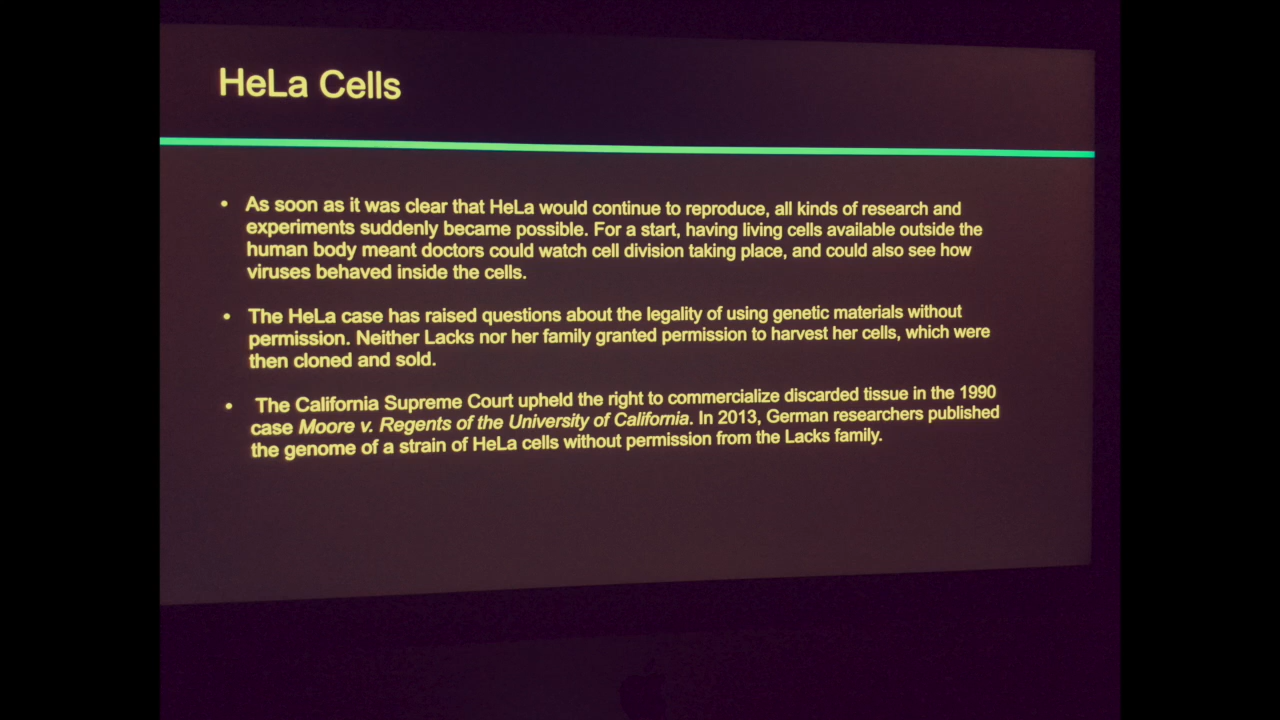 HeLa Cells
• As soon as it was clear that HeLa would continue to reproduce, all kinds of research and
experiments suddenly became possible. For a start, having living cells available outside the
human body meant doctors could watch cell division taking place, and could also see how
viruses behaved inside the cells.
• The HeLa case has raised questions about the legality of using genetic materials without
permission. Neither Lacks nor her family granted permission to harvest her cells, which were
then cloned and sold.
• The California Supreme Court upheld the right to commercialize discarded tissue in the 1990
case Moore v. Regents of the University of California. In 2013, German researchers published
the genome of a strain of HeLa cells without permission from the Lacks family.